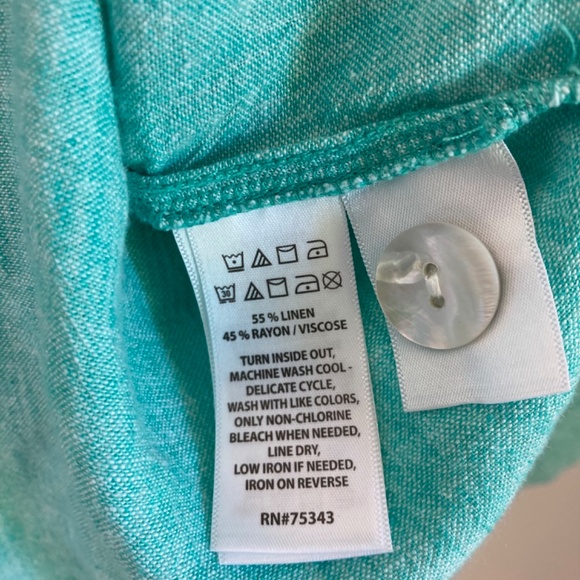 30
55 % LINEN
45 % RAYON / VISCOSE
TURN INSIDE OUT,
MACHINE WASH COOL -
DELICATE CYCLE,
WASH WITH LIKE COLORS,
ONLY NON-CHLORINE
BLEACH WHEN NEEDED,
LINE DRY,
LOW IRON IF NEEDED,
IRON ON REVERSE
RN#75343